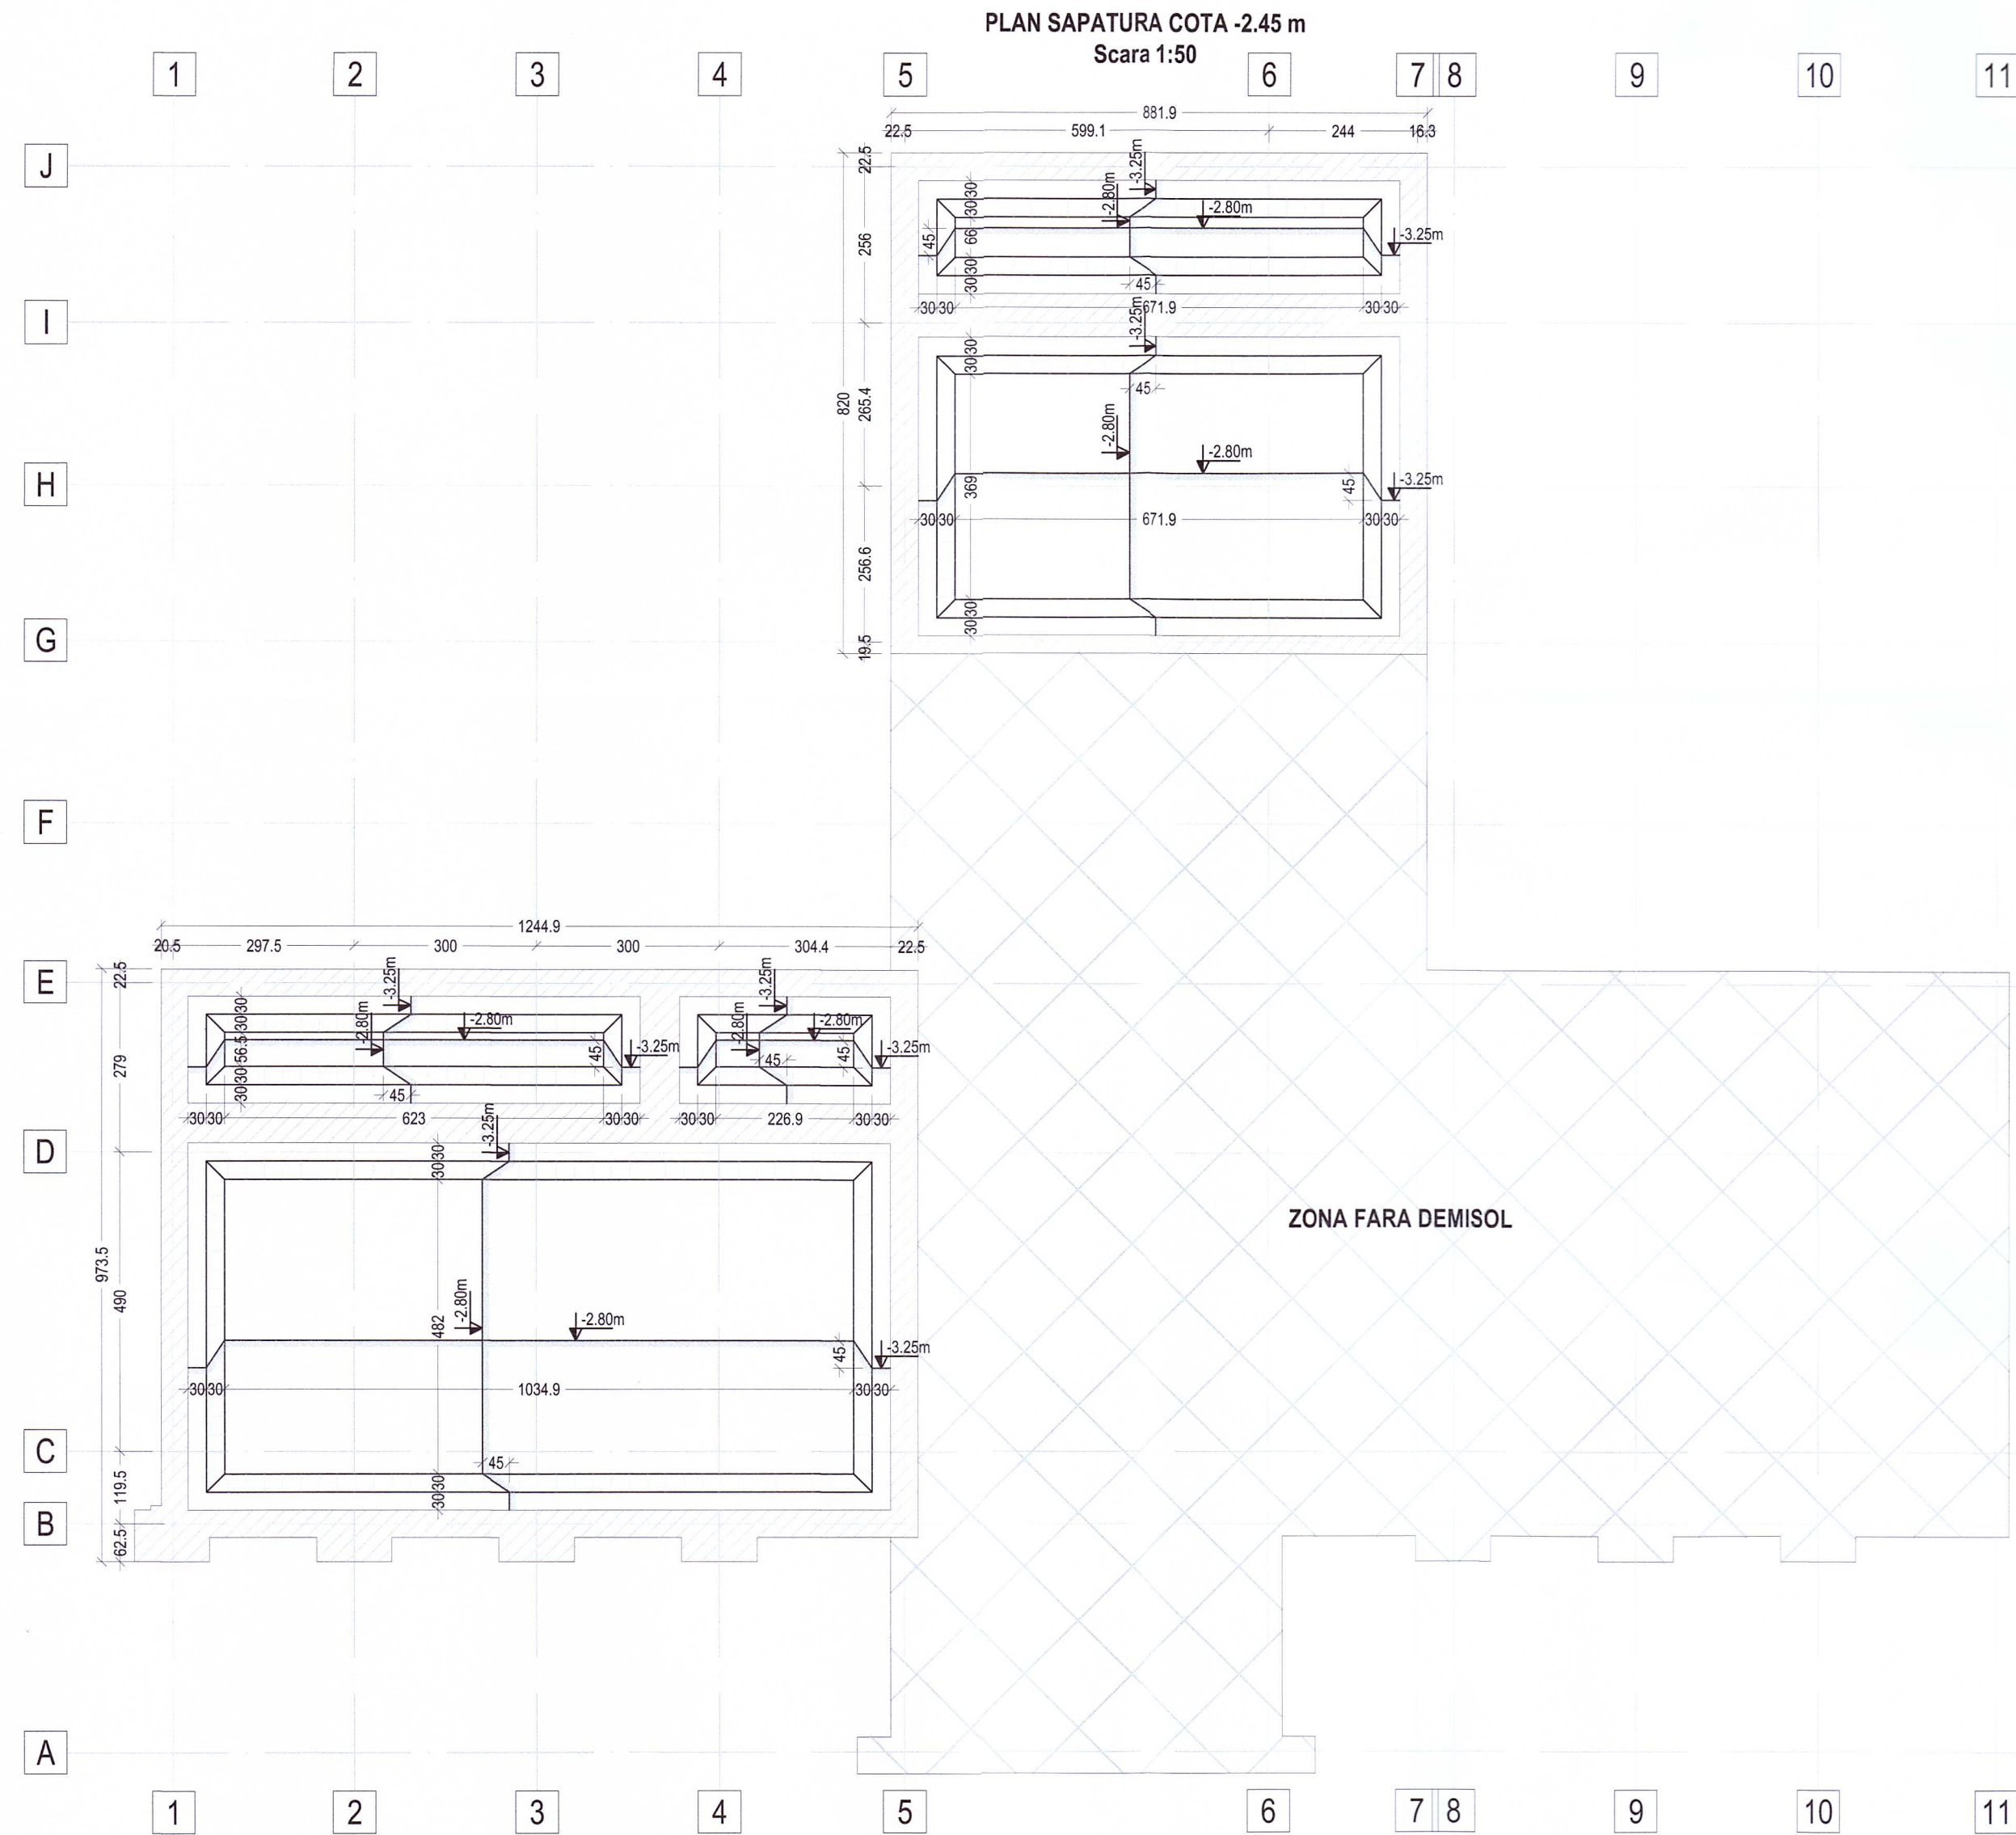 PLAN SAPATURA COTA -2.45 m
Scara 1:50
1 2 3 4 5 6 7 8 9 10 11
881.9
22.5 599.1 244 16.3
J
22.5
-3.25m
30 30
-2.80m
-2.80m
45
66
256
-3.25m
30 30
45
30 30 671.9 30 30
I
-3.25m
30 30
45
820
265.4
-2.80m
-2.80m
H
369
45
-3.25m
30 30 671.9 30 30
256.6
30 30
G
19.5
F
1244.9
20.5 297.5 300 300 304.4 22.5
E
22.5
-3.25m
-3.25m
30 30
-2.80m
-2.80m
-2.80m
-2.80m
279
56.5
45
-3.25m
45
45
-3.25m
30 30
45
30 30 623 30 30
30 30 226.9 30 30
D
-3.25m
30 30
ZONA FARA DEMISOL
973.5
490
482
-2.80m
-2.80m
45
-3.25m
30 30 1034.9 30 30
C
45
119.5
30 30
B
62.5
A
1 2 3 4 5 6 7 8 9 10 11